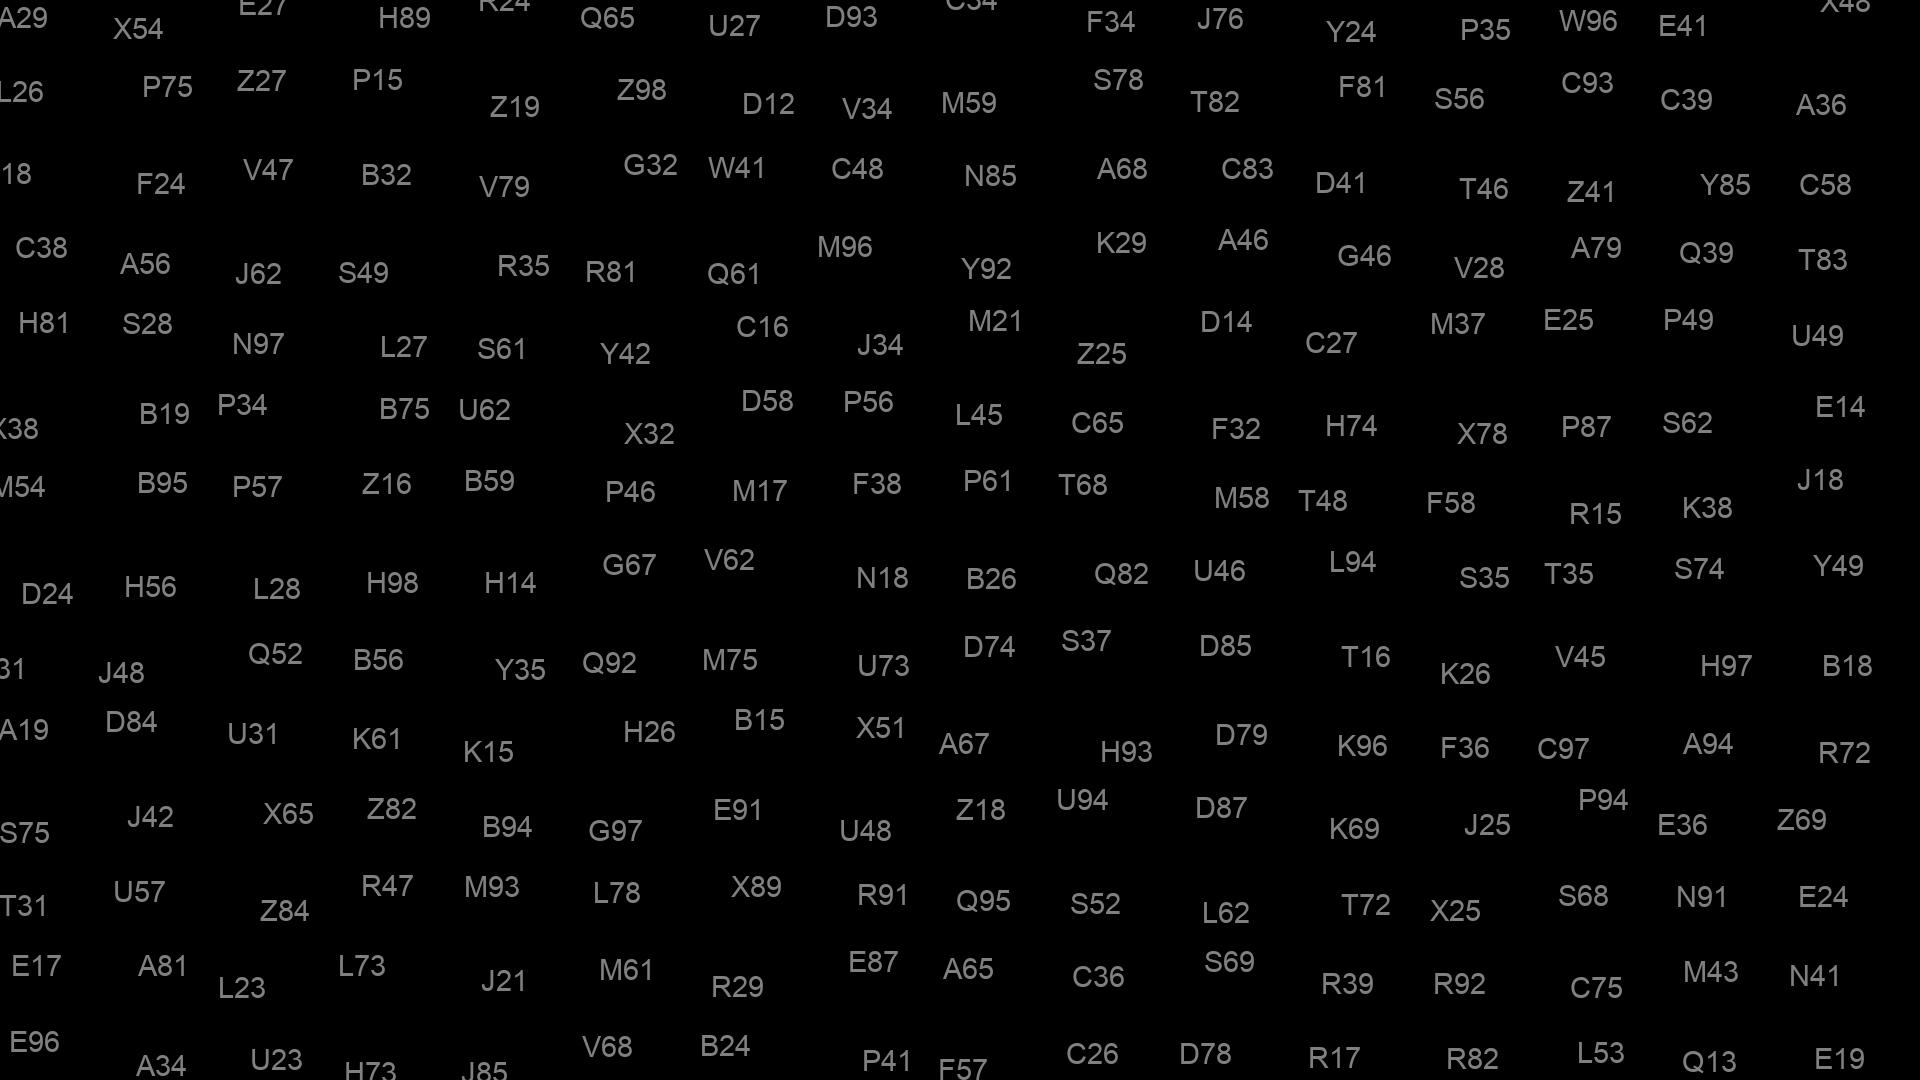 A29 X54 E27 H89 R24 Q65 U27 D93 C34 F34 J76 Y24 P35 W96 E41 X48
L26 P75 Z27 P15 Z19 Z98 D12 V34 M59 S78 T82 F81 S56 C93 C39 A36
18 F24 V47 B32 V79 G32 W41 C48 N85 A68 C83 D41 T46 Z41 Y85 C58
C38 A56 J62 S49 R35 R81 Q61 M96 Y92 K29 A46 G46 V28 A79 Q39 T83
H81 S28 N97 L27 S61 Y42 C16 J34 M21 Z25 D14 C27 M37 E25 P49 U49
X38 B19 P34 B75 U62 X32 D58 P56 L45 C65 F32 H74 X78 P87 S62 E14
M54 B95 P57 Z16 B59 P46 M17 F38 P61 T68 M58 T48 F58 R15 K38 J18
D24 H56 L28 H98 H14 G67 V62 N18 B26 Q82 U46 L94 S35 T35 S74 Y49
31 J48 Q52 B56 Y35 Q92 M75 U73 D74 S37 D85 T16 K26 V45 H97 B18
A19 D84 U31 K61 K15 H26 B15 X51 A67 H93 D79 K96 F36 C97 A94 R72
S75 J42 X65 Z82 B94 G97 E91 U48 Z18 U94 D87 K69 J25 P94 E36 Z69
T31 U57 Z84 R47 M93 L78 X89 R91 Q95 S52 L62 T72 X25 S68 N91 E24
E17 A81 L23 L73 J21 M61 R29 E87 A65 C36 S69 R39 R92 C75 M43 N41
E96 A34 U23 H73 J85 V68 B24 P41 F57 C26 D78 R17 R82 L53 Q13 E19